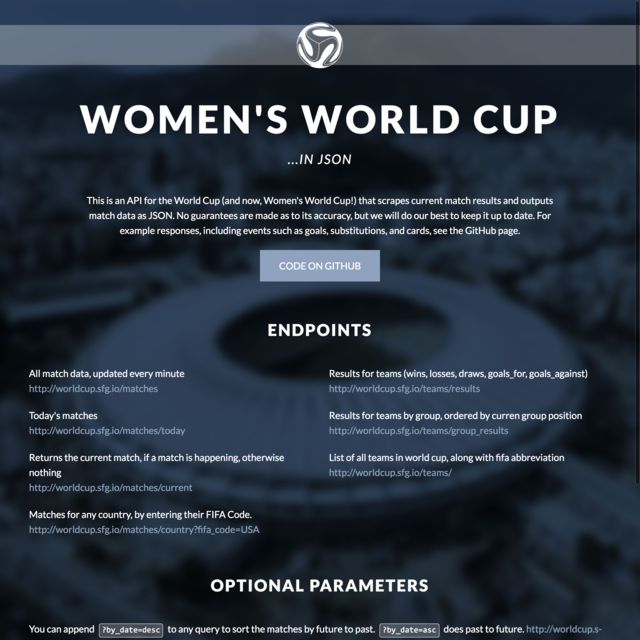 WOMEN'S WORLD CUP
...IN JSON
This is an API for the World Cup (and now, Women's World Cup!) that scrapes current match results and outputs
match data as JSON. No guarantees are made as to its accuracy, but we will do our best to keep it up to date. For
example responses, including events such as goals, substitutions, and cards, see the GitHub page.
CODE ON GITHUB
ENDPOINTS
All match data, updated every minute
http://worldcup.sfg.io/matches
Today's matches
http://worldcup.sfg.io/matches/today
Returns the current match, if a match is happening, otherwise
nothing
http://worldcup.sfg.io/matches/current
Matches for any country, by entering their FIFA Code.
http://worldcup.sfg.io/matches/country?fifa_code=USA
Results for teams (wins, losses, draws, goals_for, goals_against)
http://worldcup.sfg.io/teams/results
Results for teams by group, ordered by curren group position
http://worldcup.sfg.io/teams/group_results
List of all teams in world cup, along with fifa abbreviation
http://worldcup.sfg.io/teams/
OPTIONAL PARAMETERS
You can append ?by_date=desc to any query to sort the matches by future to past. ?by_date=asc does past to future. http://worldcup.s-